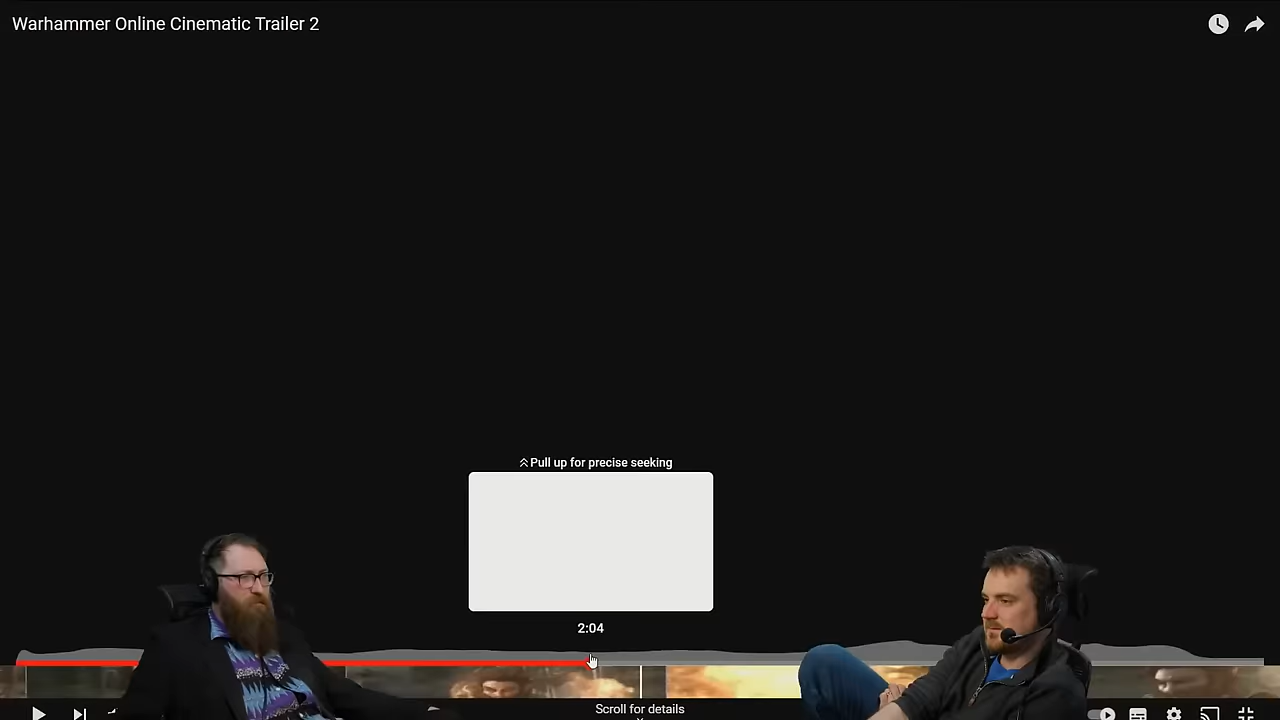 Warhammer Online Cinematic Trailer 2
Pull up for precise seeking
2:04
Scroll for details